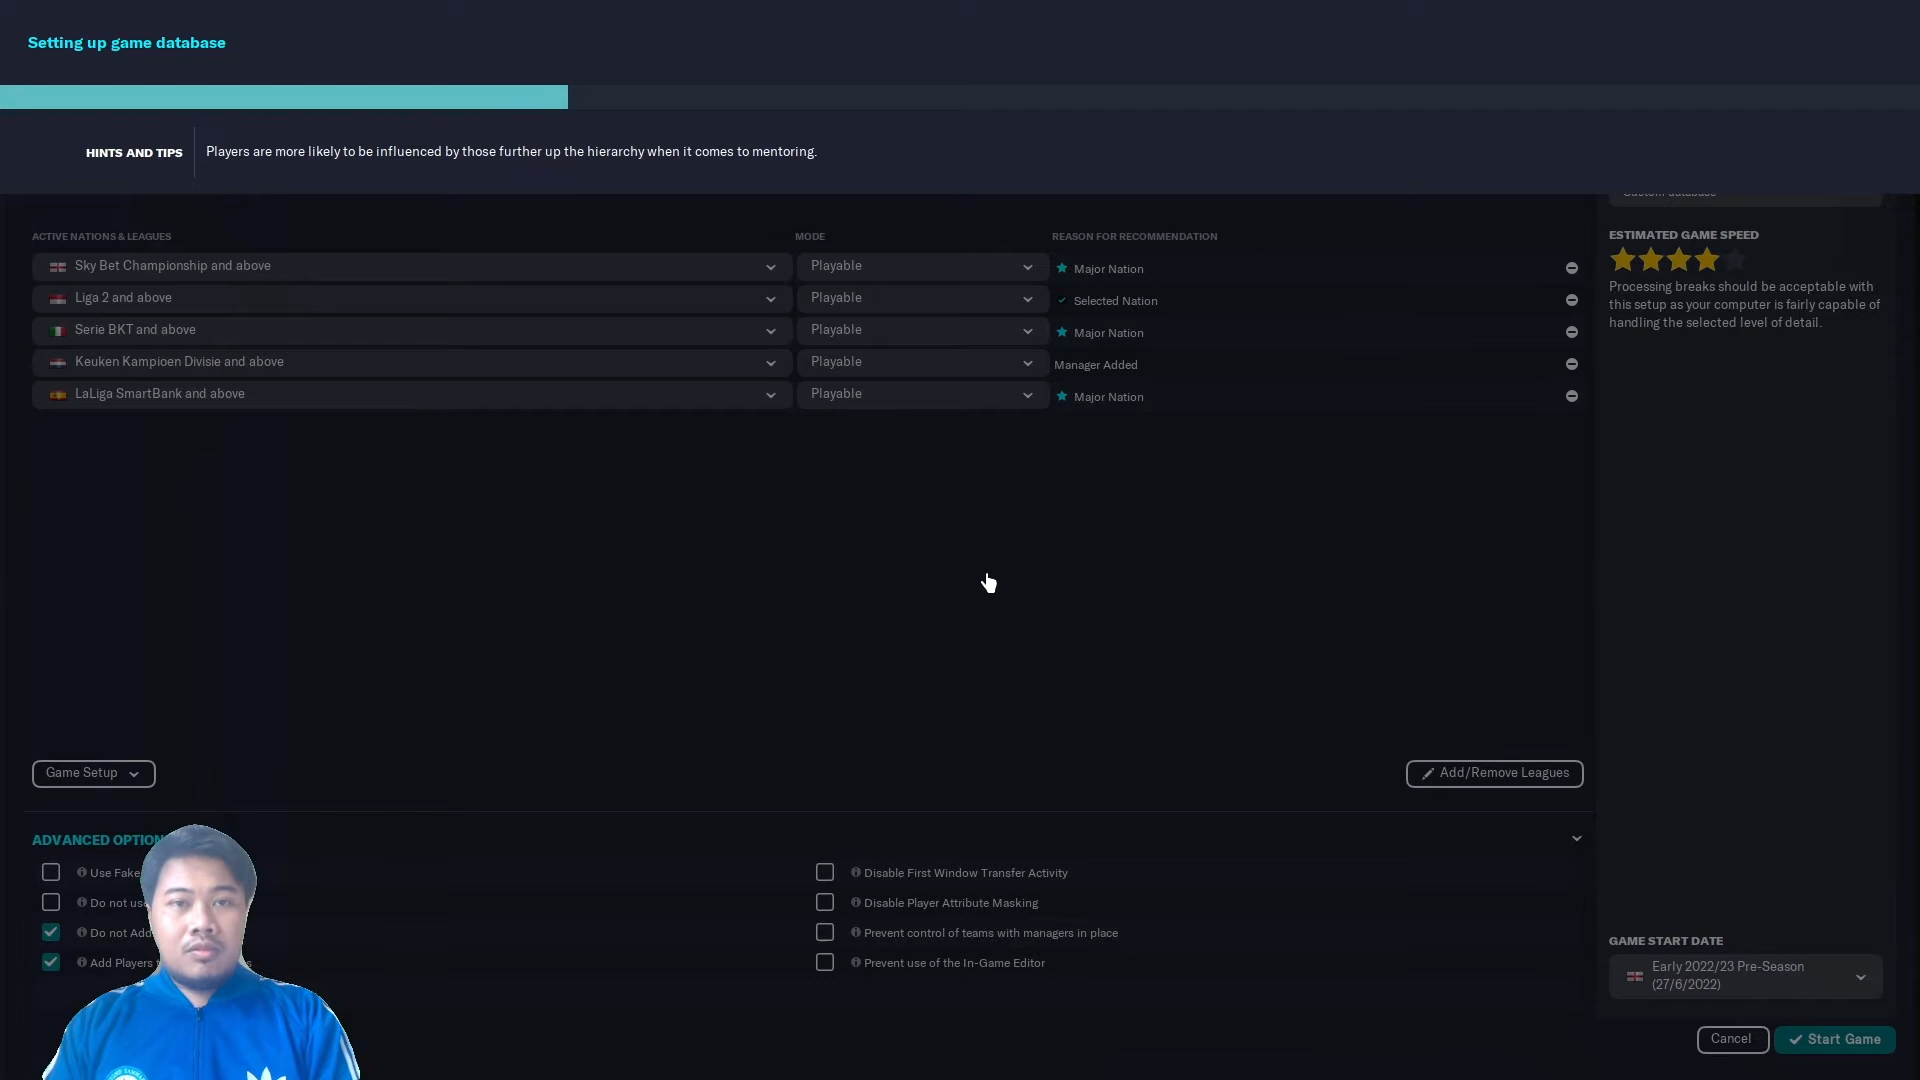 Setting up game database
HINTS AND TIPS
Players are more likely to be influenced by those further up the hierarchy when it comes to mentoring.
ACTIVE NATIONS & LEAGUES
MODE
REASON FOR RECOMMENDATION
Sky Bet Championship and above
Playable
Major Nation
Liga 2 and above
Playable
Selected Nation
Serie BKT and above
Playable
Major Nation
Keuken Kampioen Divisie and above
Playable
Manager Added
LaLiga SmartBank and above
Playable
Major Nation
Game Setup
Add/Remove Leagues
ADVANCED OPTION
Use Fake
Do not use
Do not Add
Add Players
Disable First Window Transfer Activity
Disable Player Attribute Masking
Prevent control of teams with managers in place
Prevent use of the In-Game Editor
ESTIMATED GAME SPEED
Processing breaks should be acceptable with
this setup as your computer is fairly capable of
handling the selected level of detail.
GAME START DATE
Early 2022/23 Pre-Season
(27/6/2022)
Cancel
Start Game